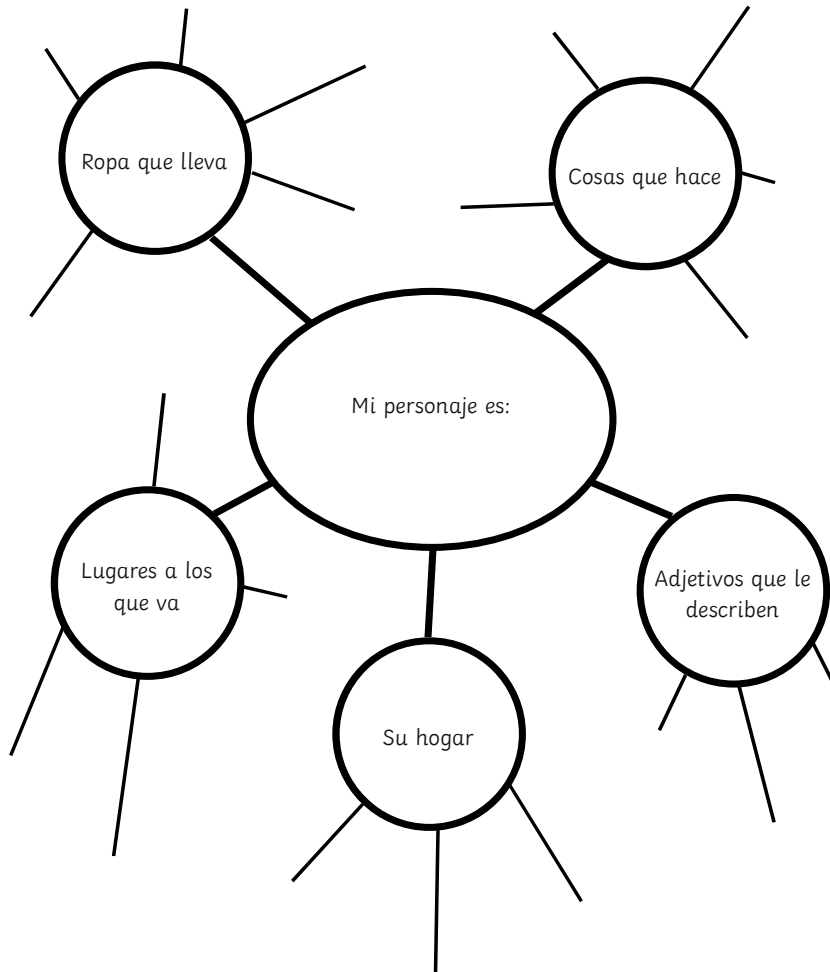 Ropa que lleva
Cosas que hace
Mi personaje es:
Lugares a los
que va
Adjetivos que le
describen
Su hogar